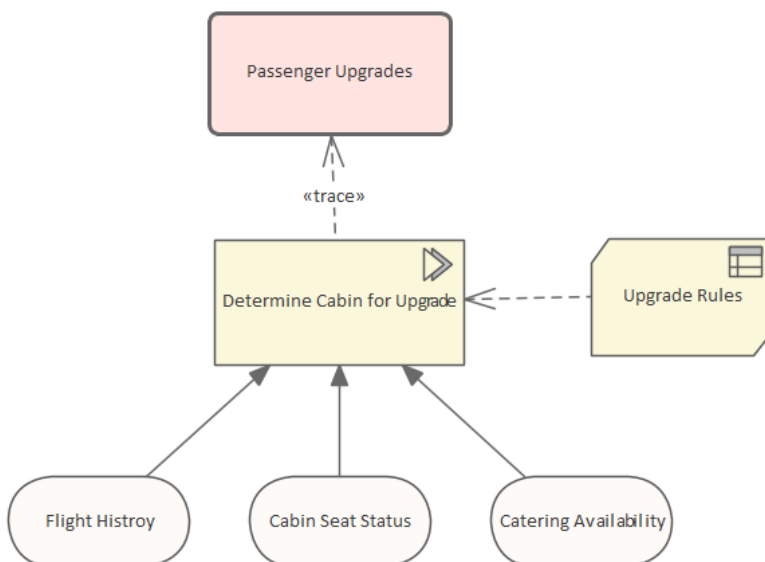 Passenger Upgrades
«trace»
Determine Cabin for Upgrade
Upgrade Rules
Flight Histroy
Cabin Seat Status
Catering Availability